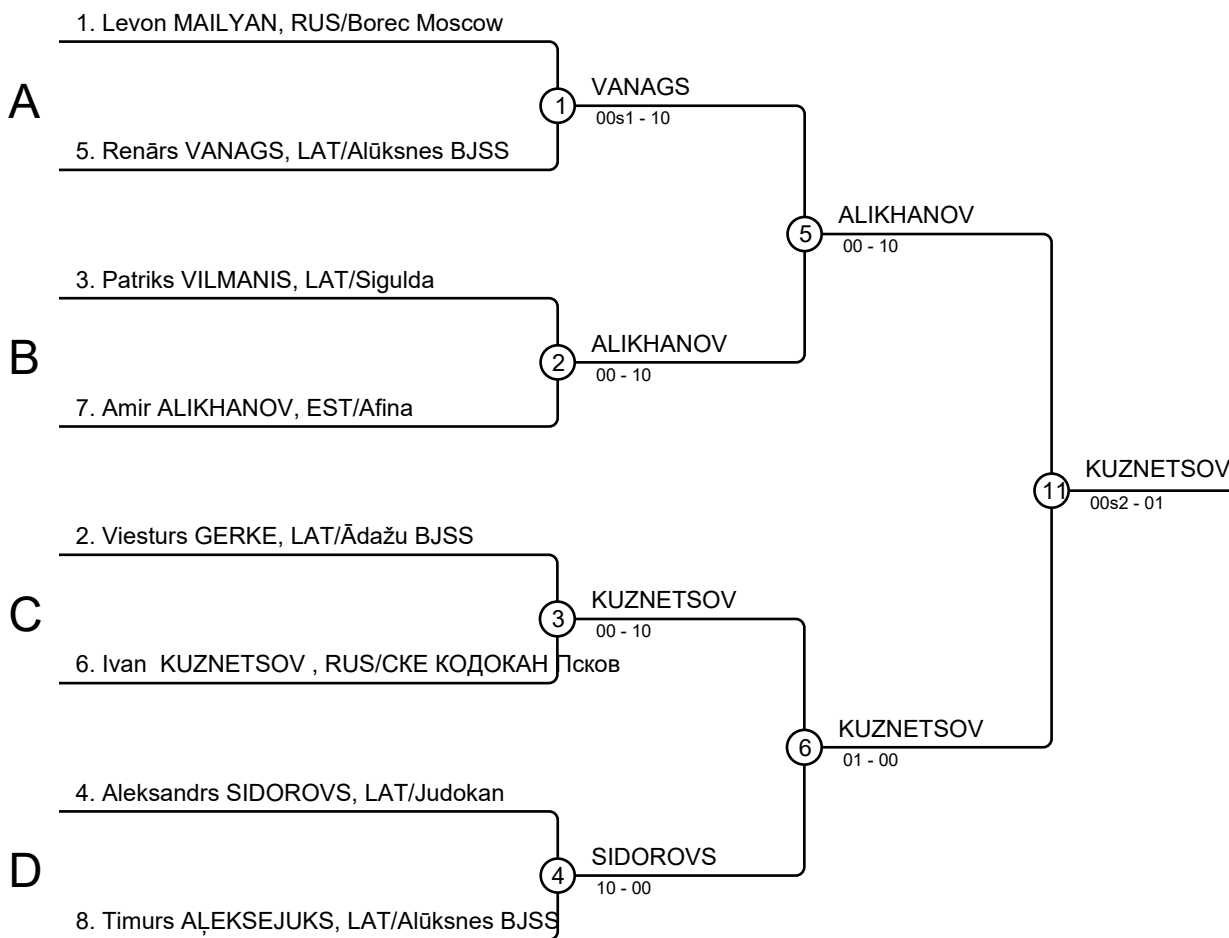 1. Levon MAILYAN, RUS/Borec Moscow
A
1
VANAGS
00s1 - 10
5. Renārs VANAGS, LAT/Alūksnes BJSS
5
ALIKHANOV
00 - 10
3. Patriks VILMANIS, LAT/Sigulda
B
2
ALIKHANOV
00 - 10
7. Amir ALIKHANOV, EST/Afina
11
KUZNETSOV
00s2 - 01
2. Viesturs GERKE, LAT/Ādažu BJSS
C
3
KUZNETSOV
00 - 10
6. Ivan  KUZNETSOV , RUS/СКЕ КОДОКАН Псков
6
KUZNETSOV
01 - 00
4. Aleksandrs SIDOROVS, LAT/Judokan
D
4
SIDOROVS
10 - 00
8. Timurs AĻEKSEJUKS, LAT/Alūksnes BJSS